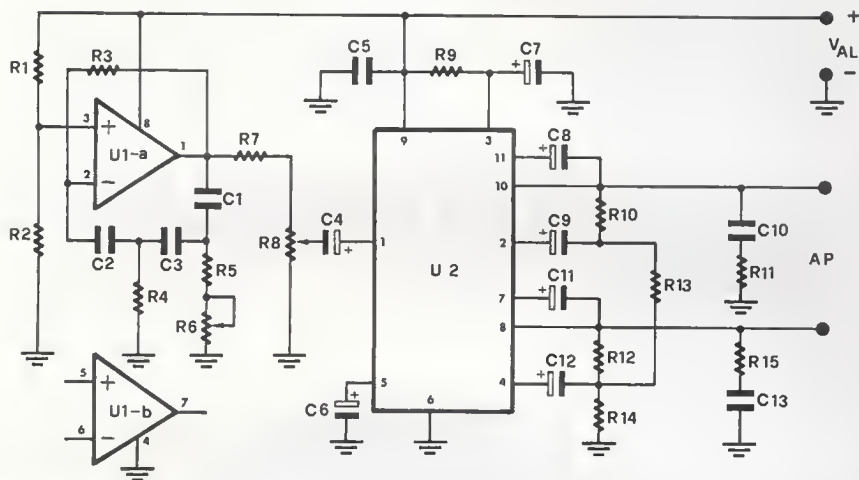 +
C5
C7
R9
R3
V AL
R1
+
−
8
C8
3
+
9
3
11
+
U1-a
1
R7
10
2
−
R10
C10
C1
C9
R2
C4
+
R8
1
2
+
C2
C3
R5
U 2
C11
R13
R11
AP
R4
7
+
R6
8
R12
R15
5
+
C12
5
+
4
+
U1-b
7
C6
6
R14
C13
6
−
4